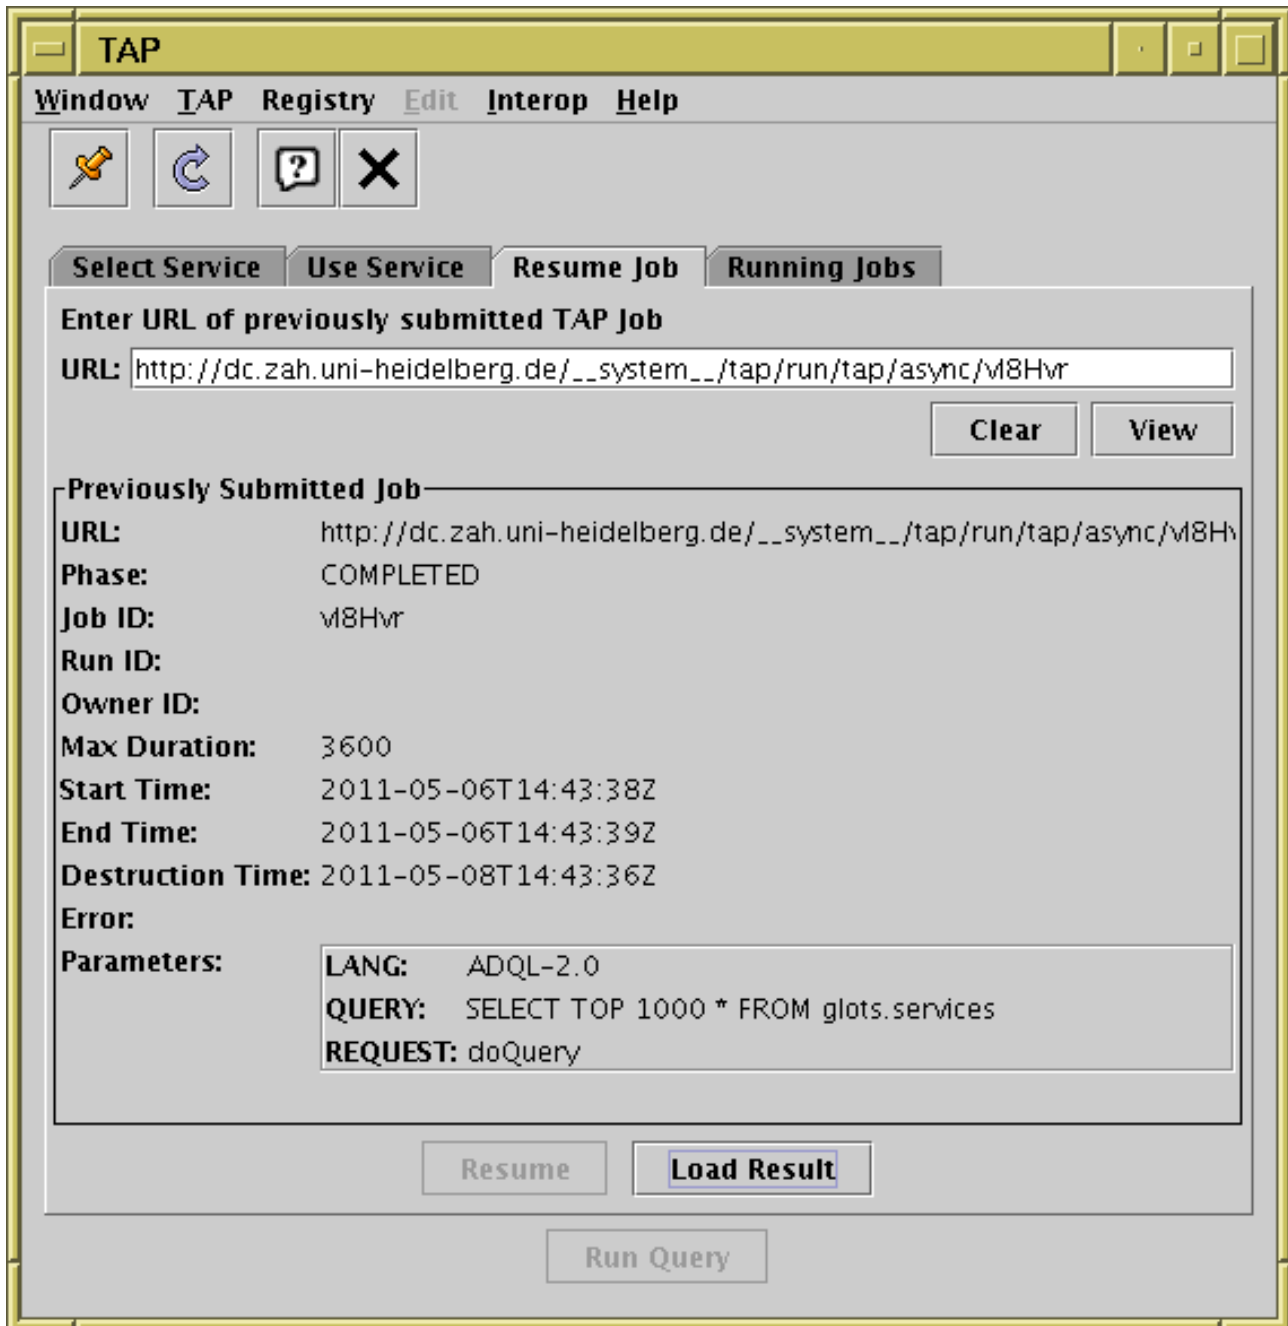 TAP
Window TAP Registry Edit Interop Help
Select Service Use Service Resume Job Running Jobs
Enter URL of previously submitted TAP Job
URL: http://dc.zah.uni-heidelberg.de/__system__/tap/run/tap/async/vl8Hvr
Clear View
Previously Submitted Job
URL: http://dc.zah.uni-heidelberg.de/__system__/tap/run/tap/async/vl8Hv
Phase: COMPLETED
Job ID: vl8Hvr
Run ID:
Owner ID:
Max Duration: 3600
Start Time: 2011-05-06T14:43:38Z
End Time: 2011-05-06T14:43:39Z
Destruction Time: 2011-05-08T14:43:36Z
Error:
Parameters: LANG: ADQL-2.0
QUERY: SELECT TOP 1000 * FROM glots.services
REQUEST: doQuery
Resume Load Result
Run Query